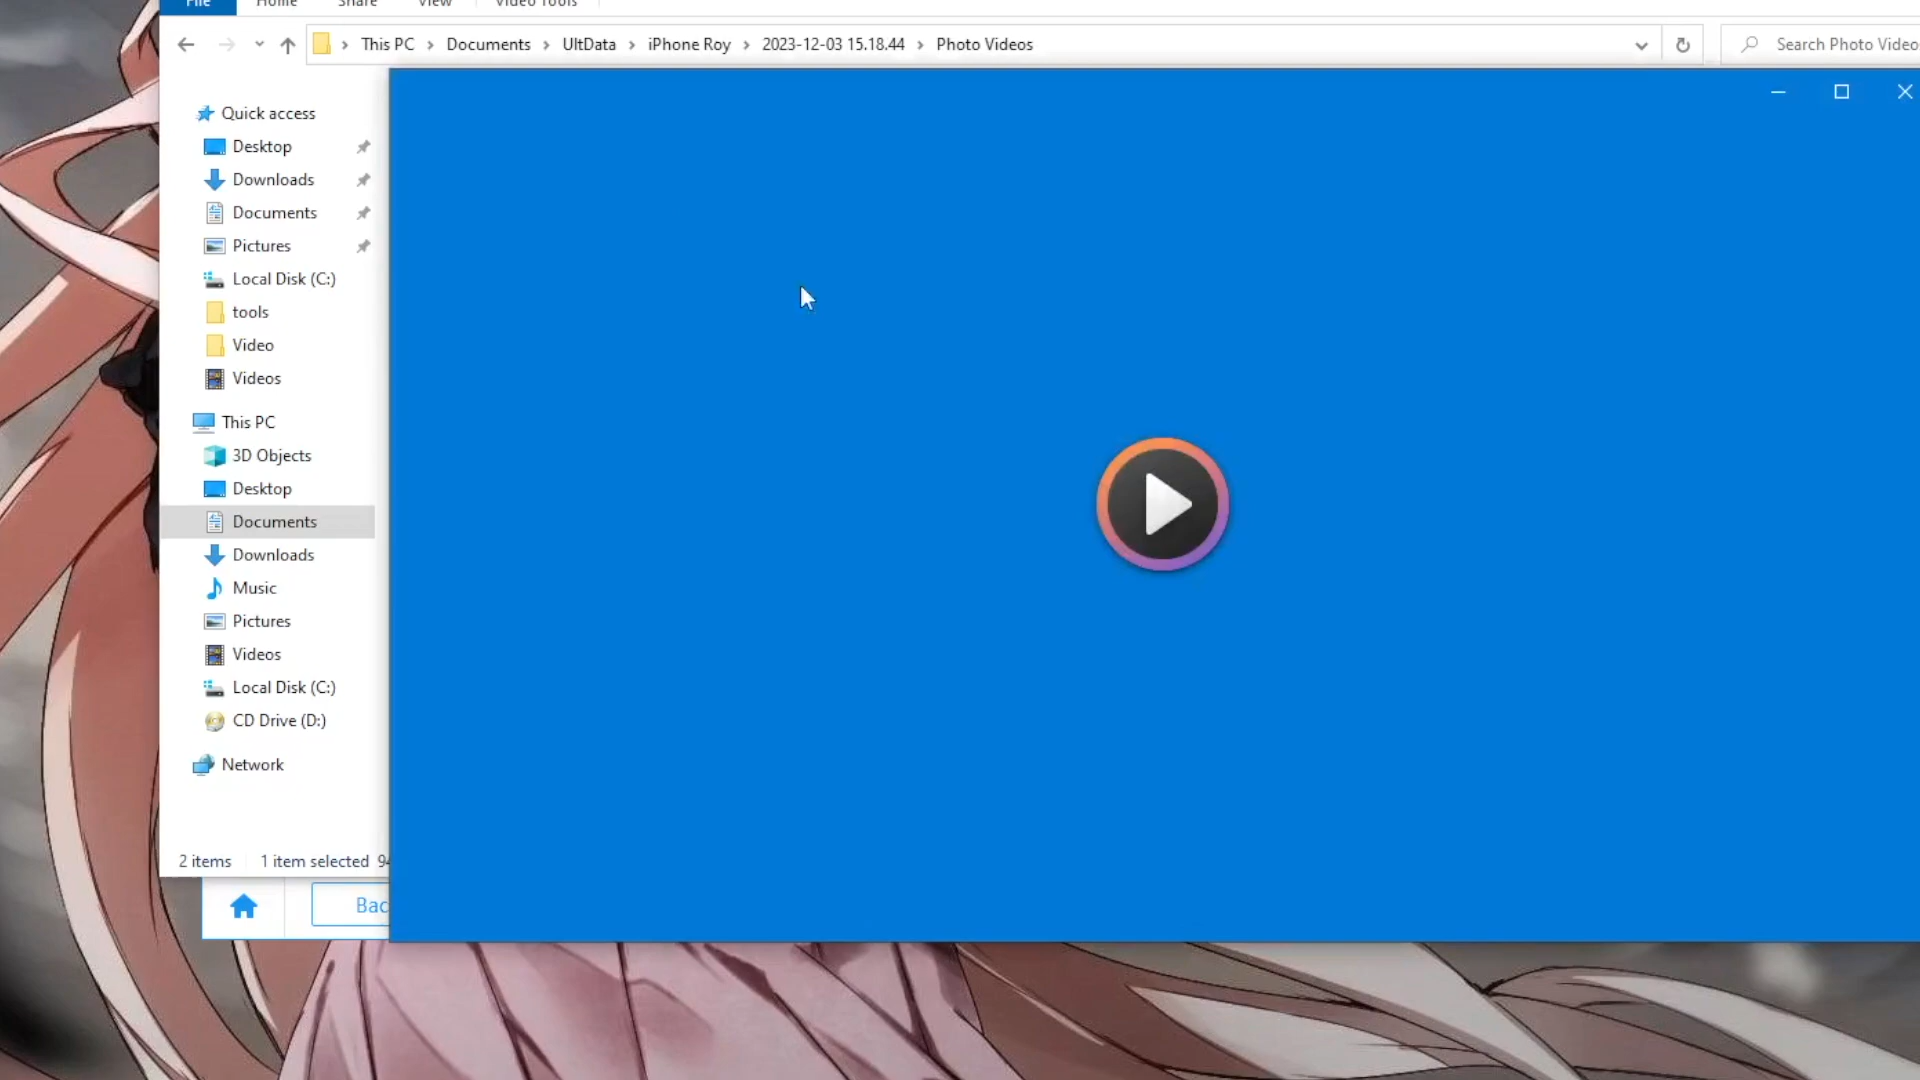 File Home Share View Video Tools
This PC > Documents > UltData > iPhone Roy > 2023-12-03 15.18.44 > Photo Videos
Search Photo Video
Quick access
Desktop
Downloads
Documents
Pictures
Local Disk (C:)
tools
Video
Videos
This PC
3D Objects
Desktop
Documents
Downloads
Music
Pictures
Videos
Local Disk (C:)
CD Drive (D:)
Network
2 items 1 item selected 94
Bac